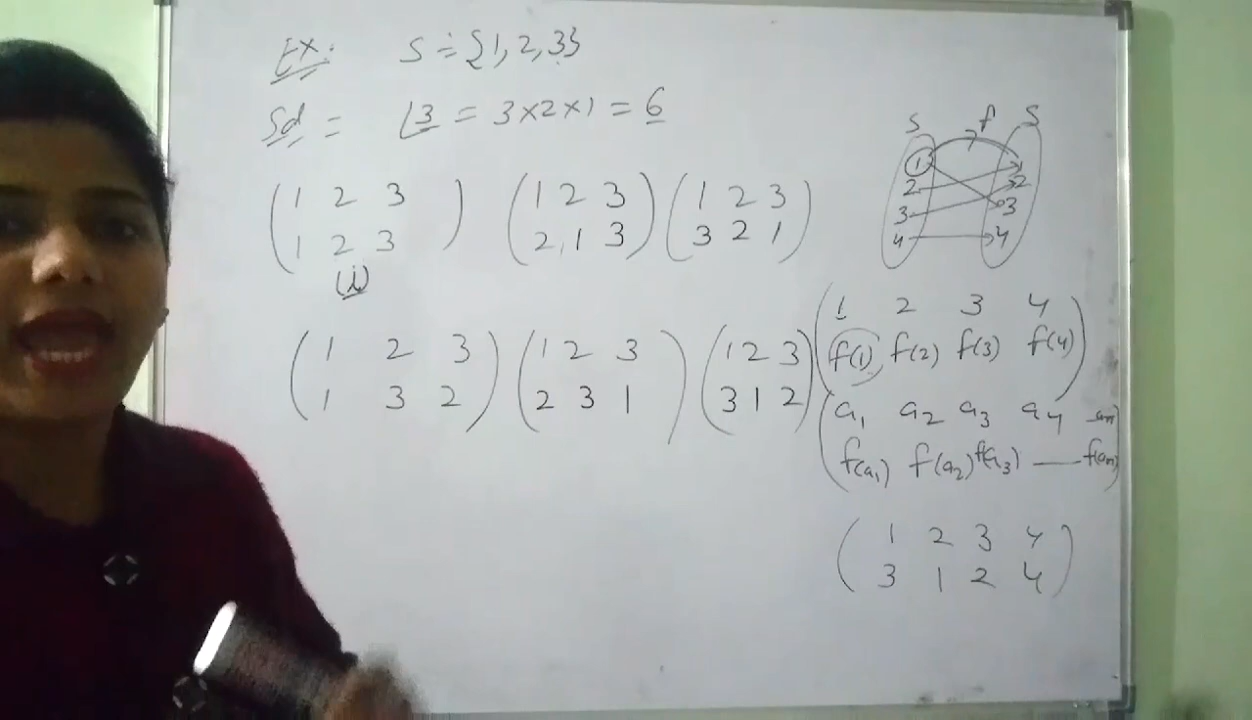 Ex: S = {1, 2, 3}
Sol = ⌊3 = 3×2×1 = 6
( 1 2 3 ) ( 1 2 3 ) ( 1 2 3 )
( 1 2 3 ) ( 2, 1 3 ) ( 3 2 1 )
(i)
( 1 2 3 ) ( 1 2 3 ) ( 1 2 3 )
( 1 3 2 ) ( 2 3 1 ) ( 3 1 2 )
S f S
1 1
2 2
3 3
4 4
( 1 2 3 4 )
( f(1) f(2) f(3) f(4) )
( a₁ a₂ a₃ a₄ — aₙ )
( f(a₁) f(a₂) f(a₃) — f(aₙ) )
( 1 2 3 4 )
( 3 1 2 4 )